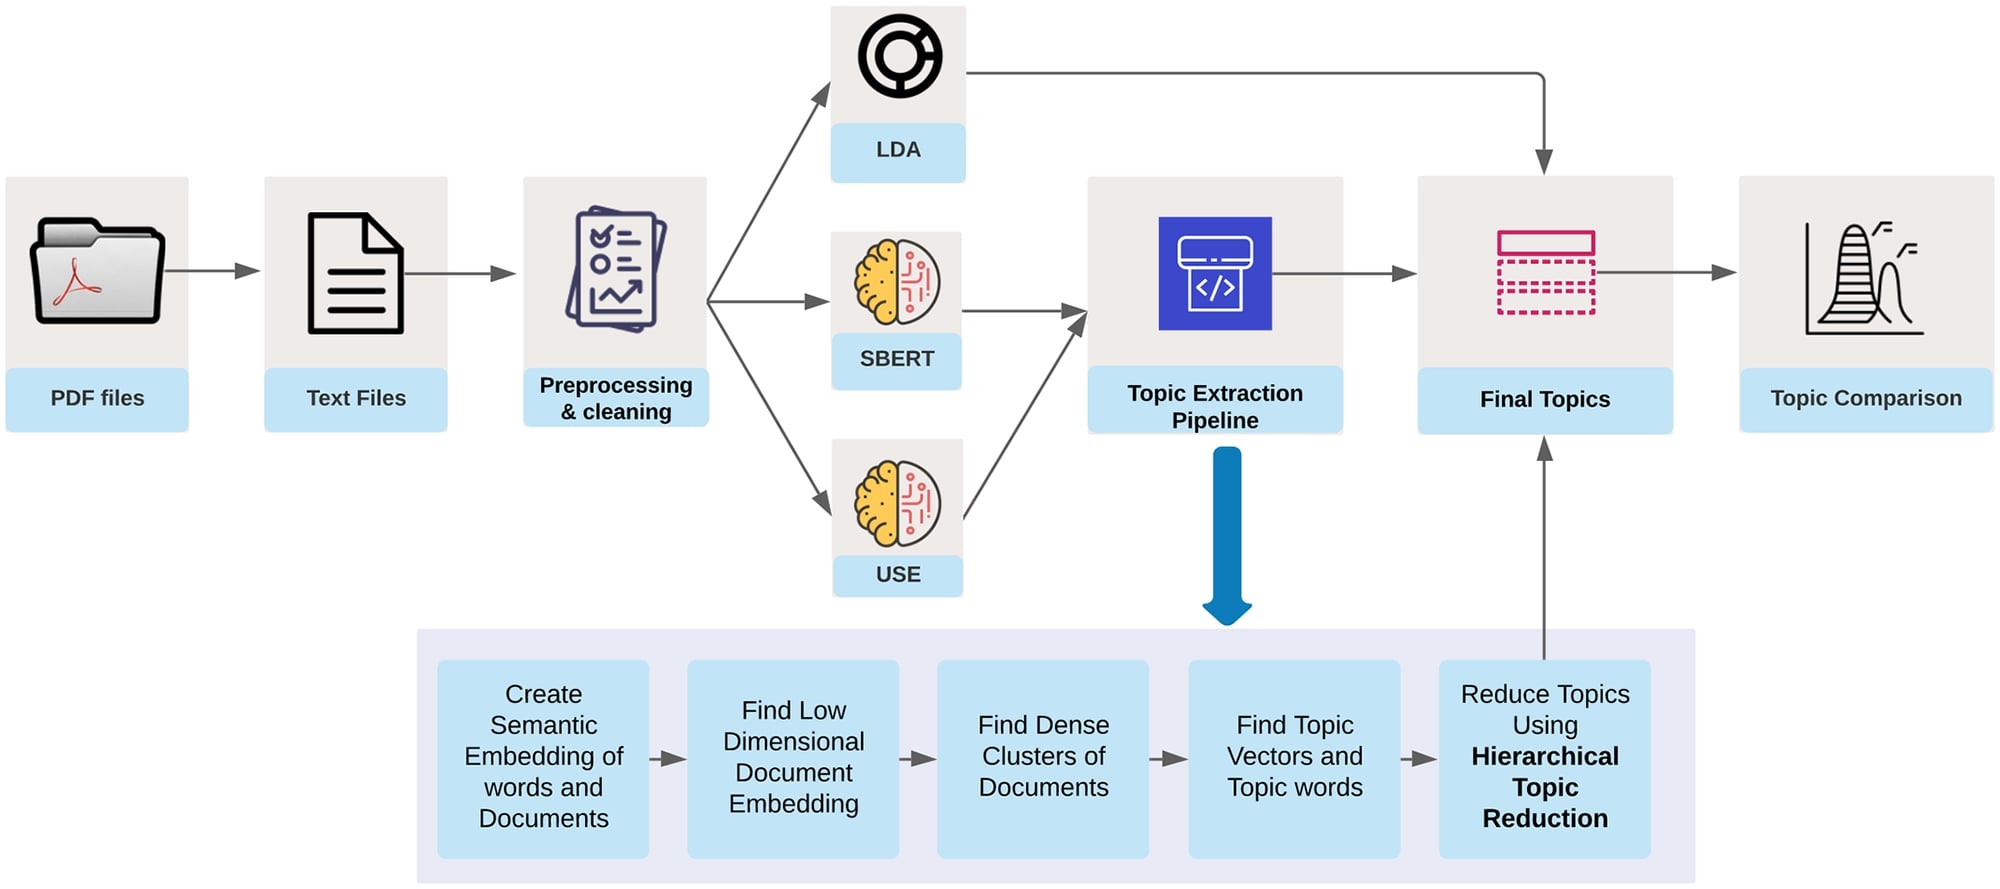 LDA
PDF files
Text Files
Preprocessing
& cleaning
SBERT
USE
</>
Topic Extraction
Pipeline
Final Topics
Topic Comparison
Create
Semantic
Embedding of
words and
Documents
Find Low
Dimensional
Document
Embedding
Find Dense
Clusters of
Documents
Find Topic
Vectors and
Topic words
Reduce Topics
Using
Hierarchical
Topic
Reduction